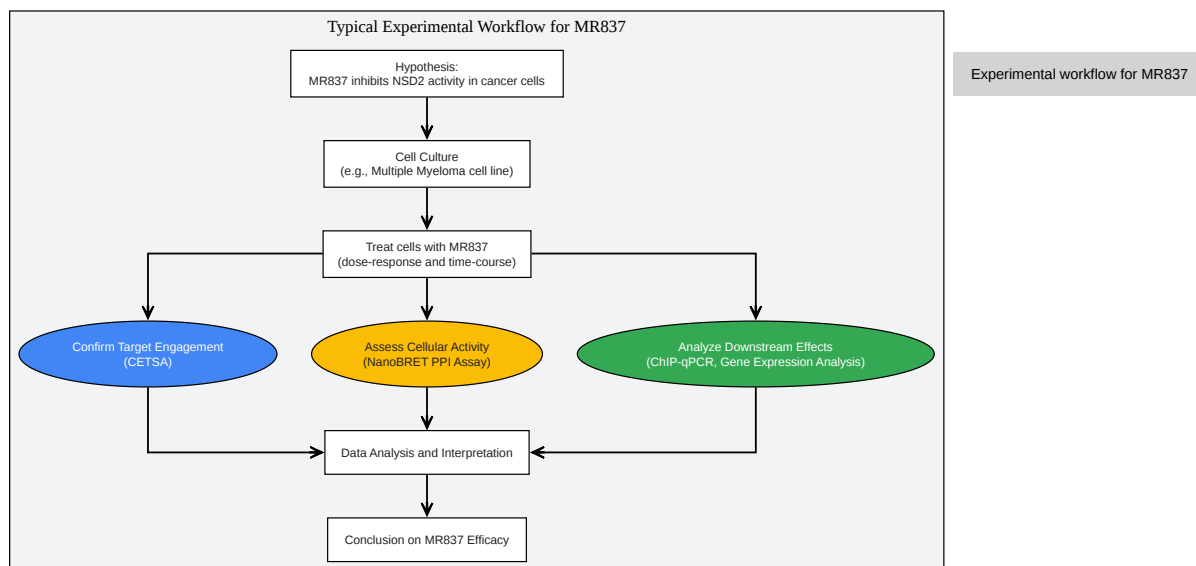 Typical Experimental Workflow for MR837
Hypothesis:
MR837 inhibits NSD2 activity in cancer cells
Experimental workflow for MR837
Cell Culture
(e.g., Multiple Myeloma cell line)
Treat cells with MR837
(dose-response and time-course)
Confirm Target Engagement
(CETSA)
Assess Cellular Activity
(NanoBRET PPI Assay)
Analyze Downstream Effects
(ChIP-qPCR, Gene Expression Analysis)
Data Analysis and Interpretation
Conclusion on MR837 Efficacy